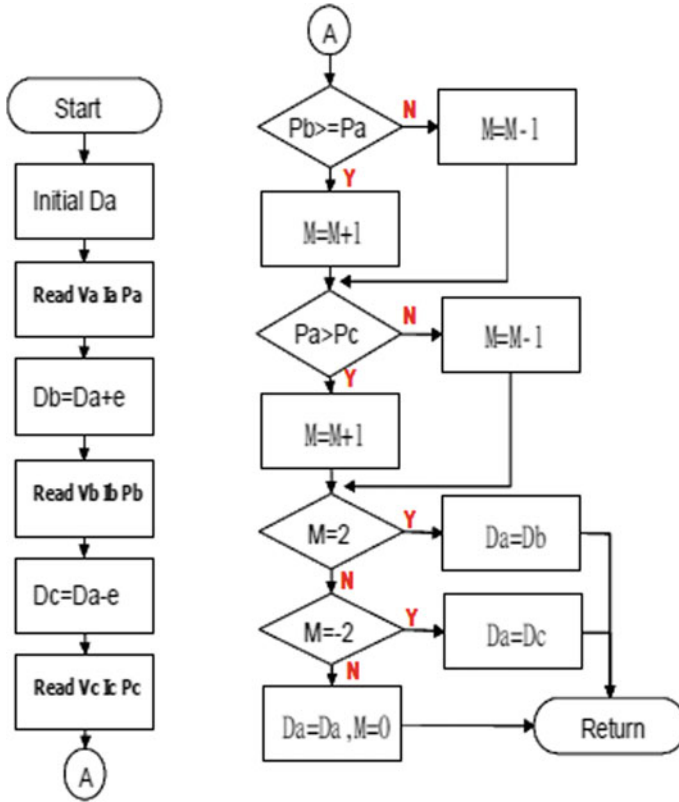 Start
Initial Da
Read Va Ia Pa
Db=Da+e
Read Vb Ib Pb
Dc=Da-e
Read Vc Ic Pc
A
A
Pb>=Pa
N
M=M-1
Y
M=M+1
Pa>Pc
N
M=M-1
Y
M=M+1
M=2
Y
Da=Db
N
M=-2
Y
Da=Dc
N
Da=Da ,M=0
Return